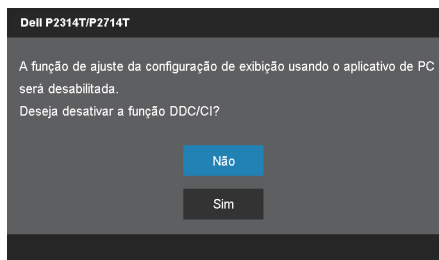 Dell P2314T/P2714T
A função de ajuste da configuração de exibição usando o aplicativo de PC
será desabilitada.
Deseja desativar a função DDC/CI?
Não
Sim